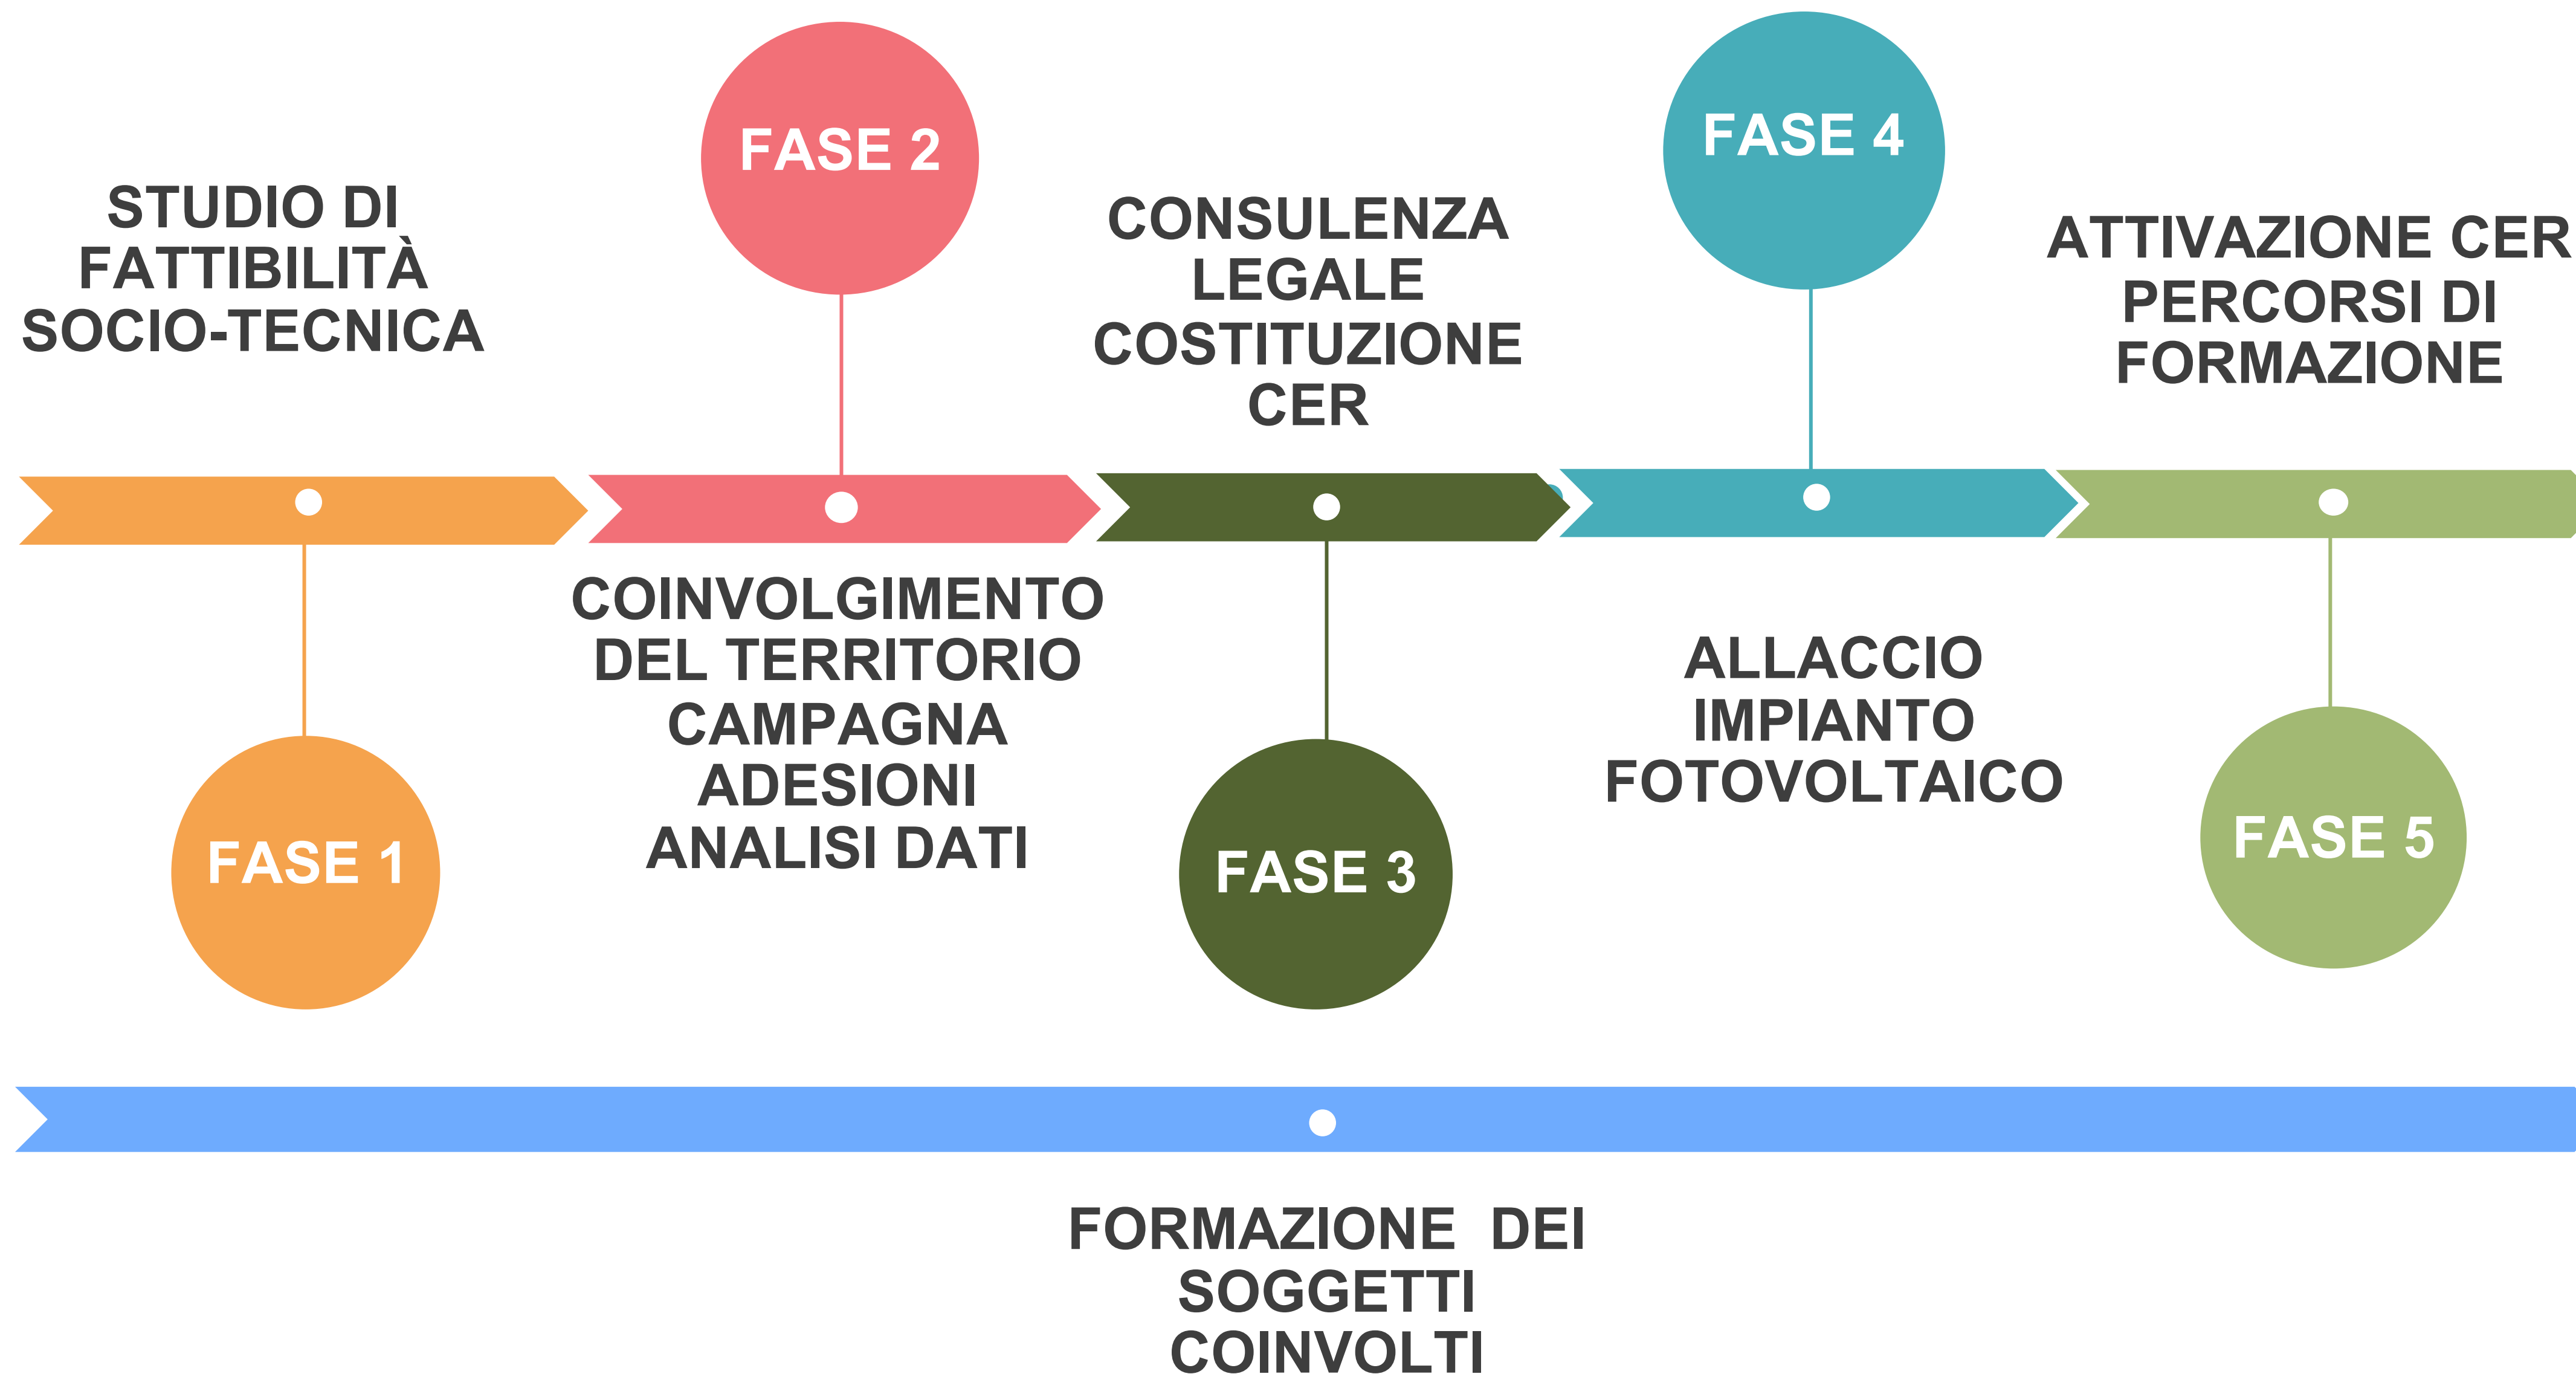 STUDIO DI
FATTIBILITÀ
SOCIO-TECNICA
FASE 1
FASE 2
COINVOLGIMENTO
DEL TERRITORIO
CAMPAGNA
ADESIONI
ANALISI DATI
CONSULENZA
LEGALE
COSTITUZIONE
CER
FASE 3
FASE 4
ALLACCIO
IMPIANTO
FOTOVOLTAICO
ATTIVAZIONE CER
PERCORSI DI
FORMAZIONE
FASE 5
FORMAZIONE DEI
SOGGETTI
COINVOLTI